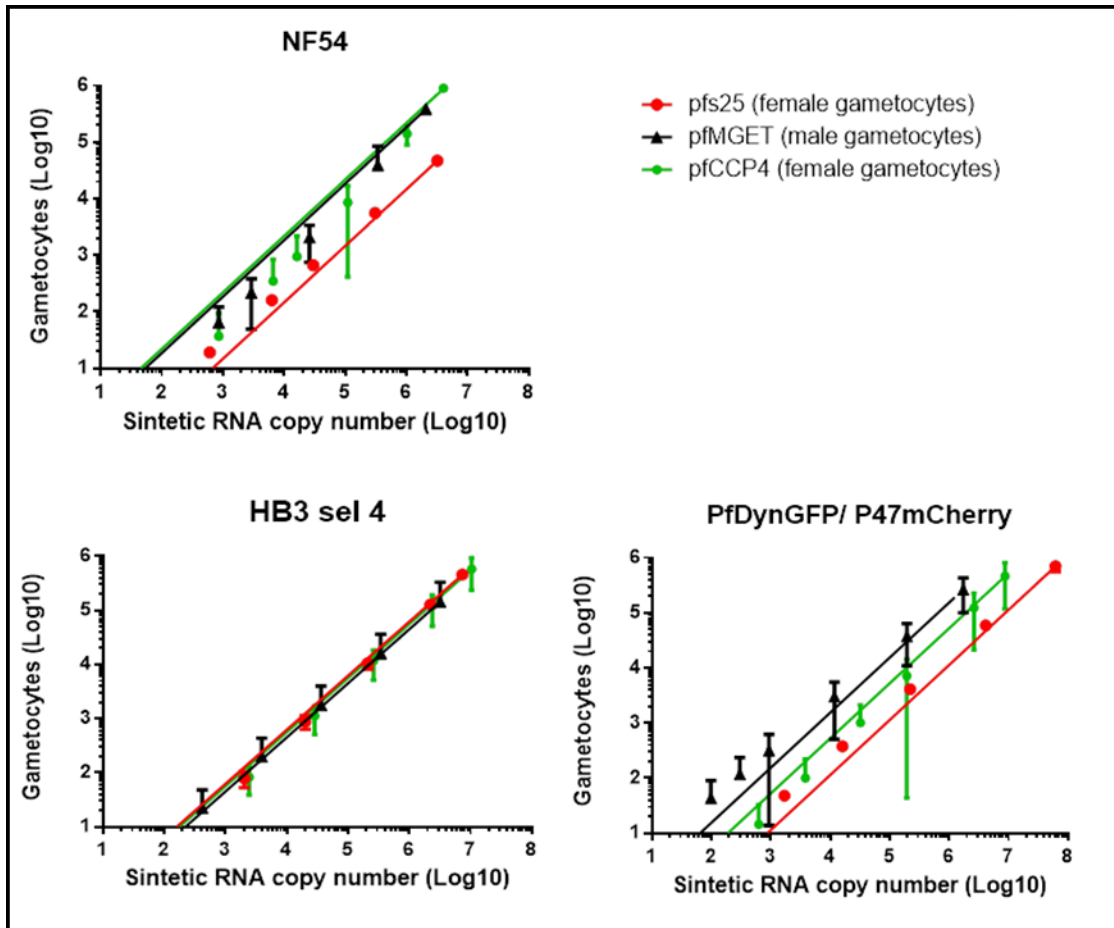 NF54
6
5
4
3
2
1
Gametocytes (Log10)
1 2 3 4 5 6 7 8
Sintetic RNA copy number (Log10)
pfs25 (female gametocytes)
pfMGET (male gametocytes)
pfCCP4 (female gametocytes)
HB3 sel 4
6
5
4
3
2
1
Gametocytes (Log10)
1 2 3 4 5 6 7 8
Sintetic RNA copy number (Log10)
PfDynGFP/ P47mCherry
6
5
4
3
2
1
Gametocytes (Log10)
1 2 3 4 5 6 7 8
Sintetic RNA copy number (Log10)